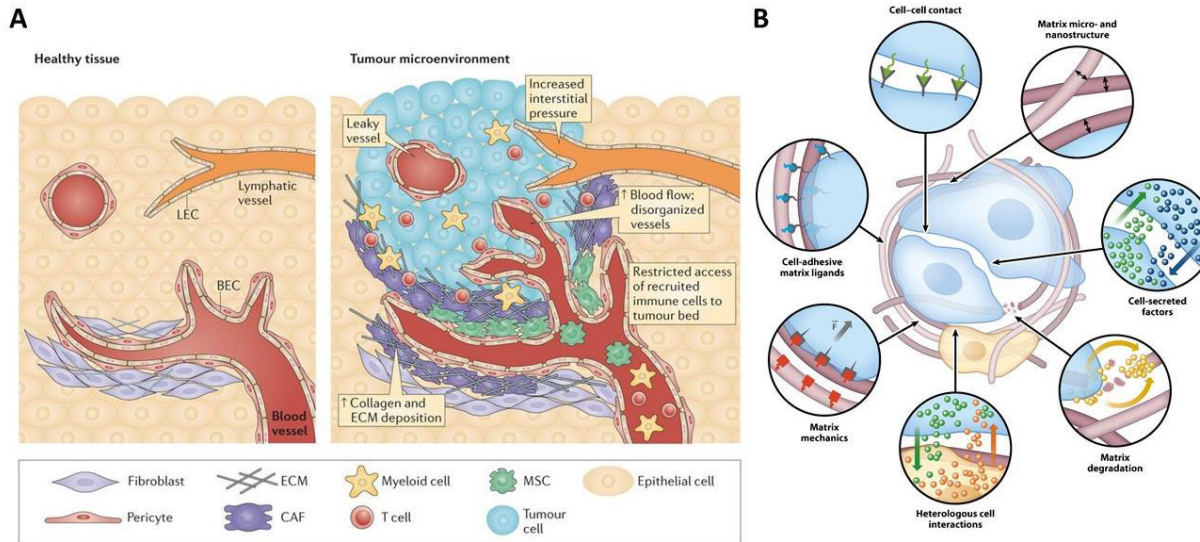 A
Healthy tissue
Lymphatic
vessel
LEC
BEC
Blood
vessel
Tumour microenvironment
Increased
interstitial
pressure
Leaky
vessel
↑ Blood flow;
disorganized
vessels
Restricted access
of recruited
immune cells to
tumour bed
↑ Collagen and
ECM deposition
Fibroblast
ECM
Myeloid cell
MSC
Epithelial cell
Pericyte
CAF
T cell
Tumour
cell
B
Cell–cell contact
Matrix micro- and
nanostructure
Cell-adhesive
matrix ligands
Cell-secreted
factors
F
Matrix
mechanics
Matrix
degradation
Heterologous cell
interactions